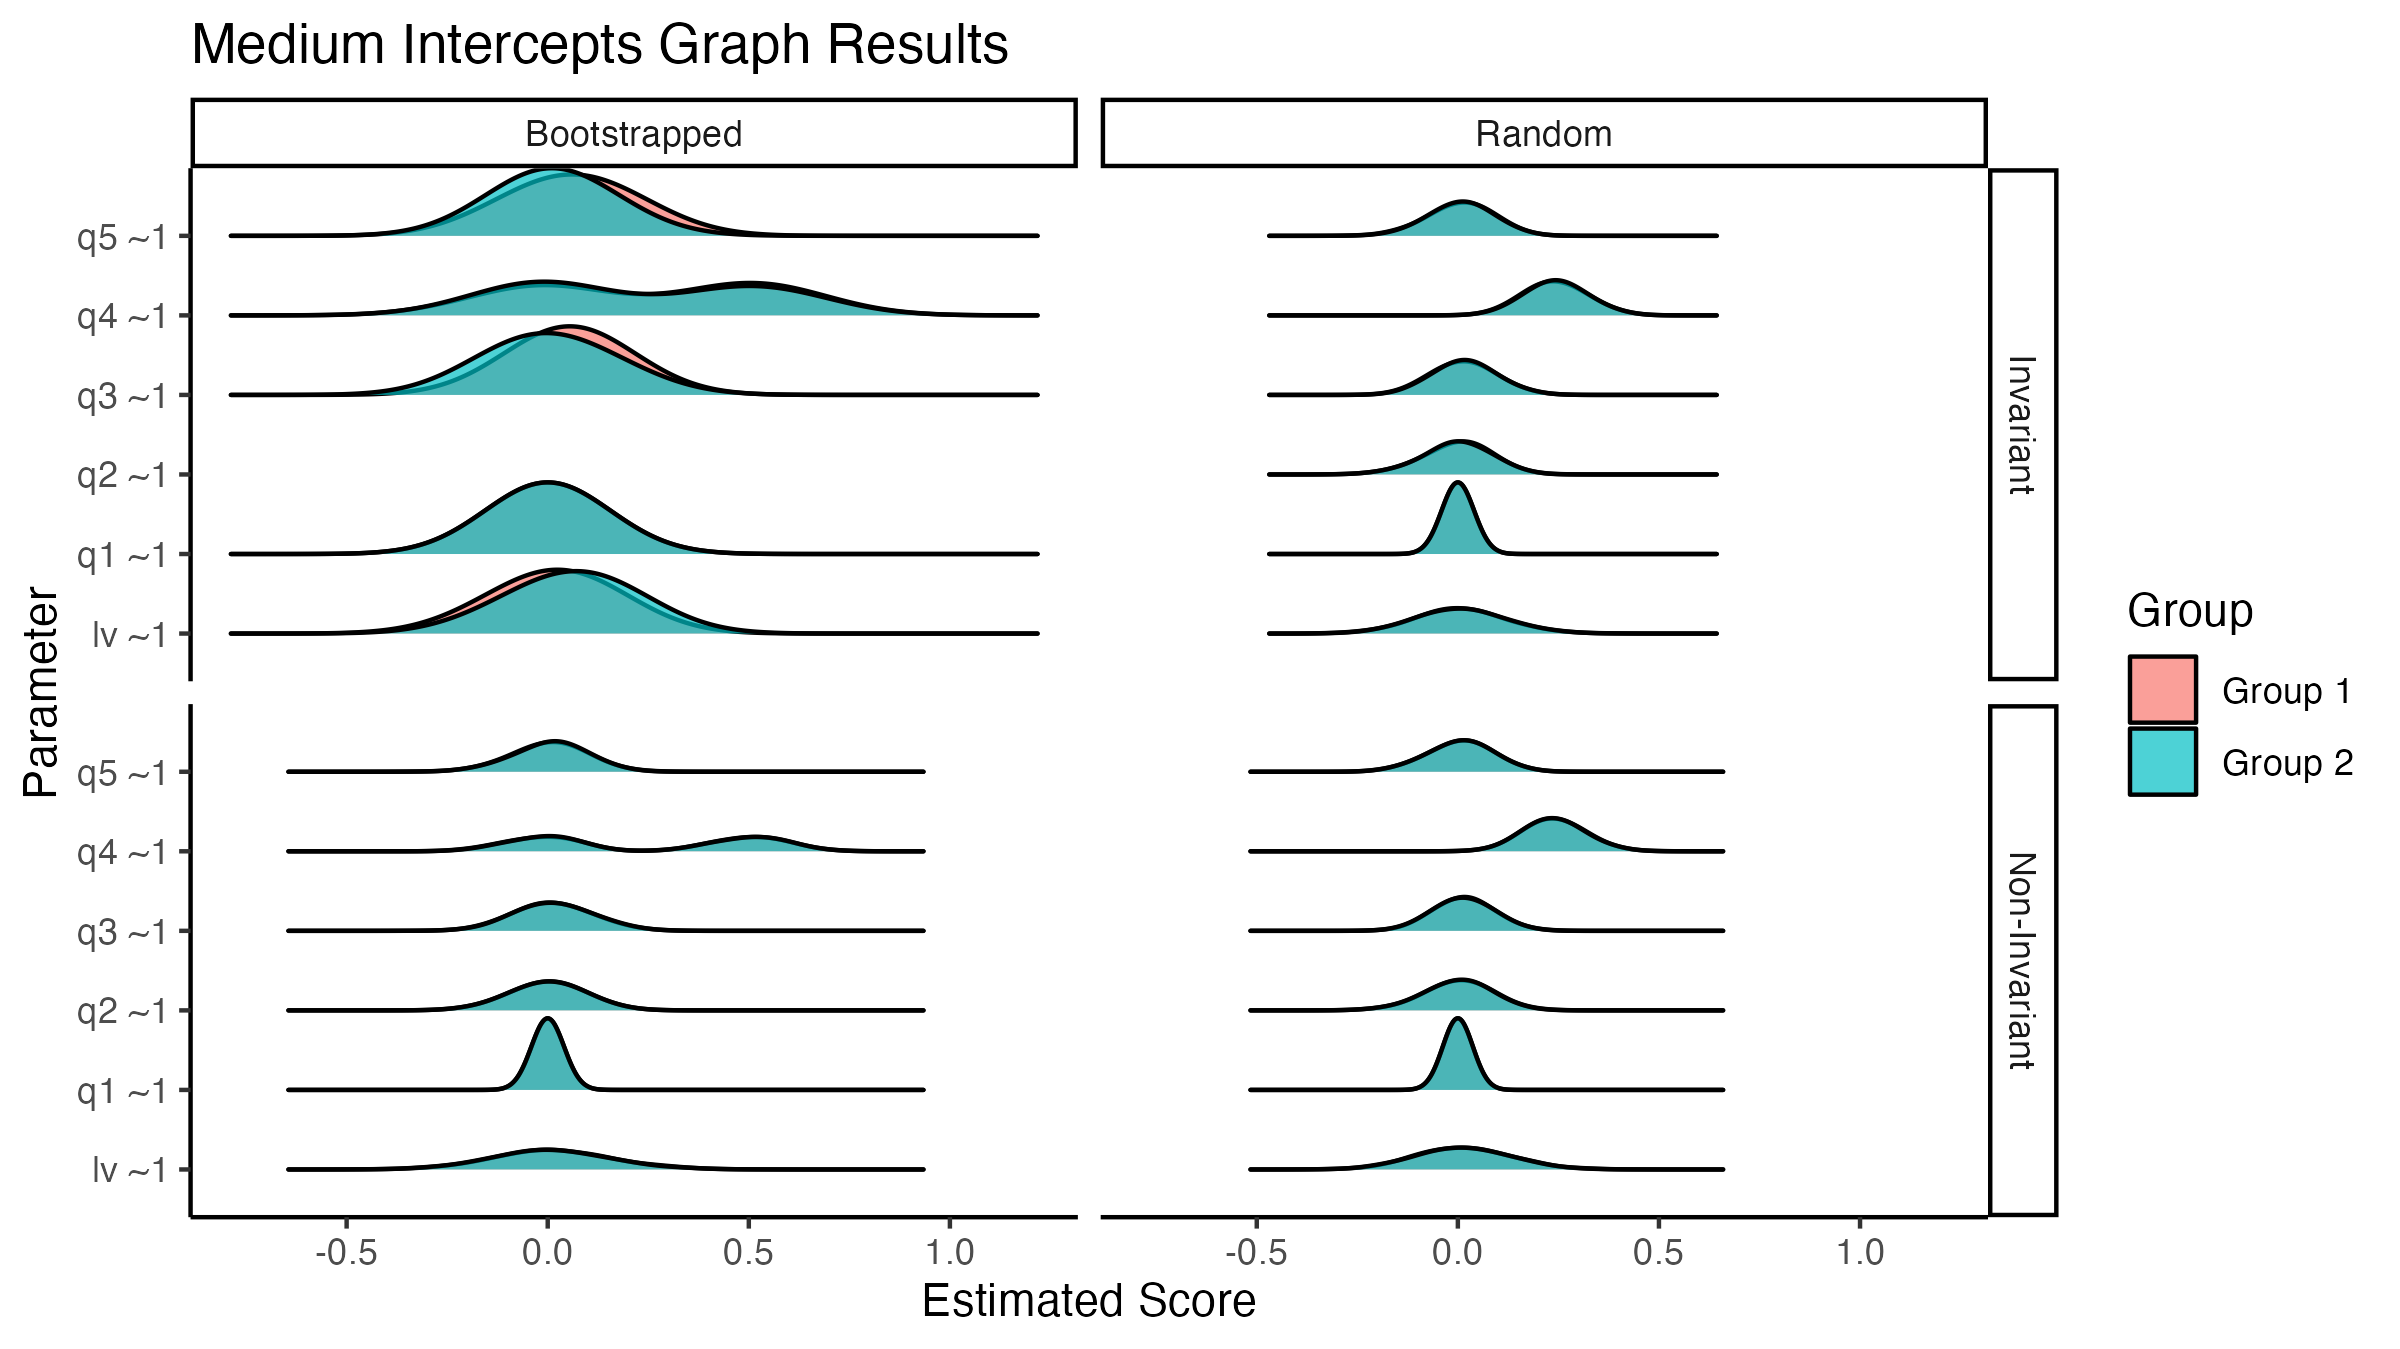 Medium Intercepts Graph Results
Bootstrapped
Random
q5 ~1
q4 ~1
q3 ~1
q2 ~1
q1 ~1
lv ~1
Invariant
q5 ~1
q4 ~1
q3 ~1
q2 ~1
q1 ~1
lv ~1
Non-Invariant
Parameter
-0.5 0.0 0.5 1.0
-0.5 0.0 0.5 1.0
Estimated Score
Group
Group 1
Group 2